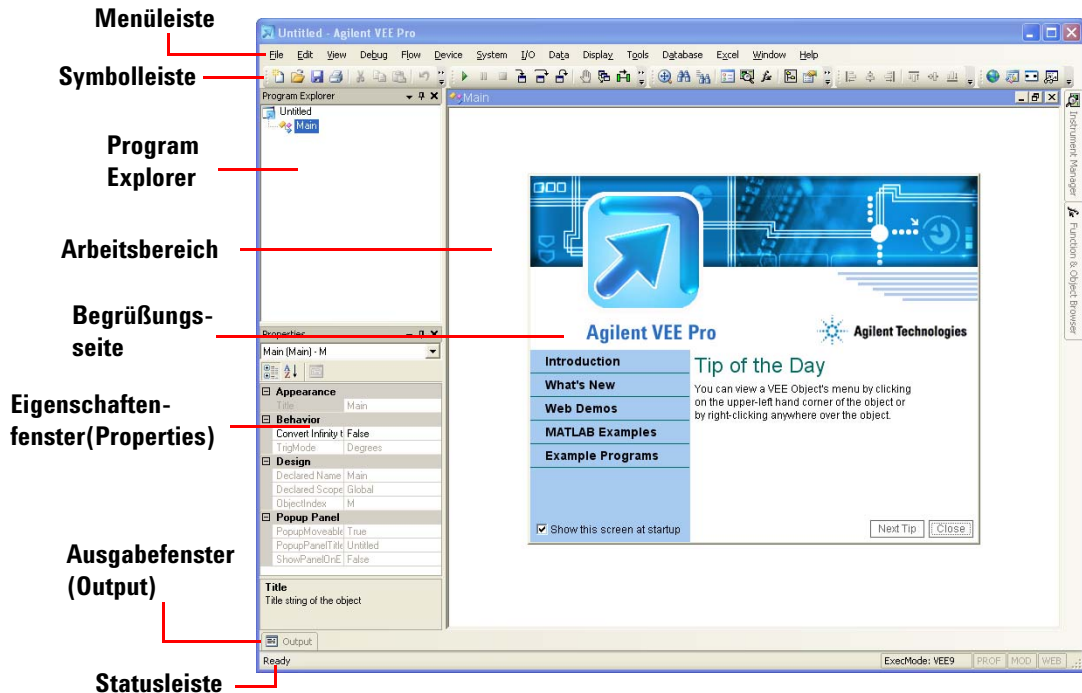 Menüleiste
Symbolleiste
Program
Explorer
Arbeitsbereich
Begrüßungs-
seite
Eigenschaften-
fenster(Properties)
Ausgabefenster
(Output)
Statusleiste
Untitled - Agilent VEE Pro
File Edit View Debug Flow Device System I/O Data Display Tools Database Excel Window Help
Program Explorer
Untitled
Main
Main
Instrument Manager
Function & Object Browser
Agilent VEE Pro
Agilent Technologies
Introduction
What's New
Web Demos
MATLAB Examples
Example Programs
Tip of the Day
You can view a VEE Object's menu by clicking
on the upper-left hand corner of the object or
by right-clicking anywhere over the object.
Show this screen at startup
Next Tip Close
Properties
Main (Main) - M
Appearance
Title Main
Behavior
Convert Infinity t False
TrigMode Degrees
Design
Declared Name Main
Declared Scope Global
ObjectIndex M
Popup Panel
PopupMoveable True
PopupPanelTitle Untitled
ShowPanelOnE False
Title
Title string of the object
Output
Ready
ExecMode: VEE9 PROF MOD WEB